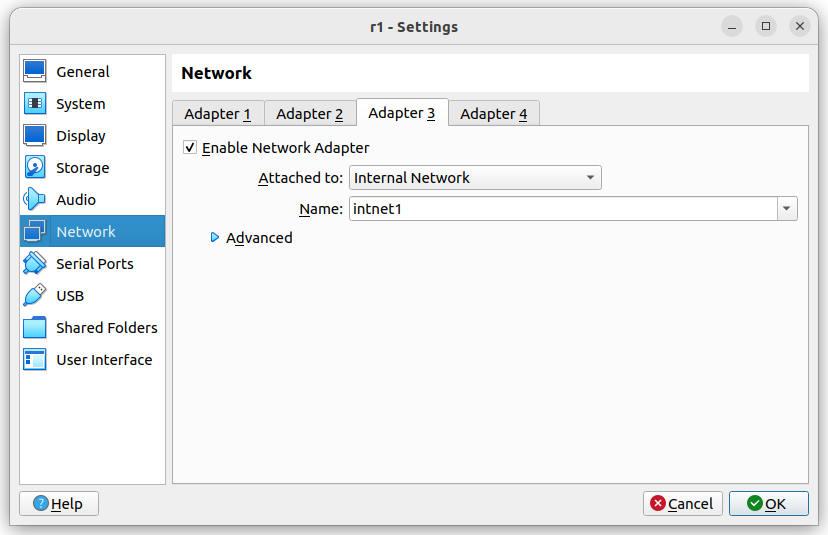 r1 - Settings
General
System
Display
Storage
Audio
Network
Serial Ports
USB
Shared Folders
User Interface
Network
Adapter 1
Adapter 2
Adapter 3
Adapter 4
Enable Network Adapter
Attached to: Internal Network
Name: intnet1
Advanced
Help
Cancel
OK